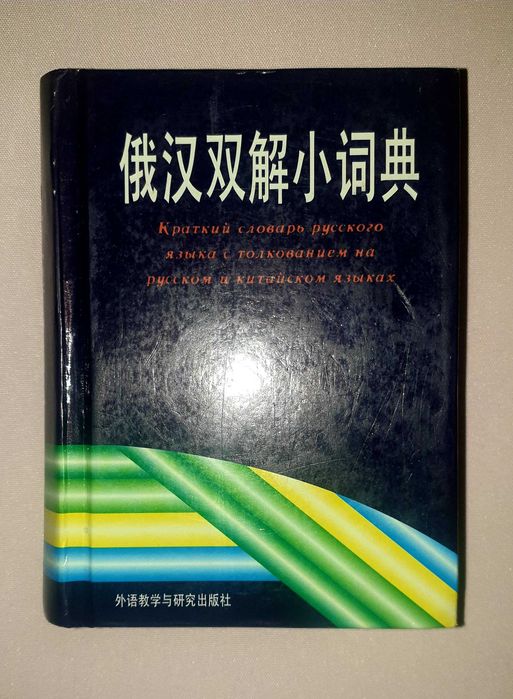 俄汉双解小词典
Краткий словарь русского
языка с толкованием на
русском и китайском языках
外语教学与研究出版社